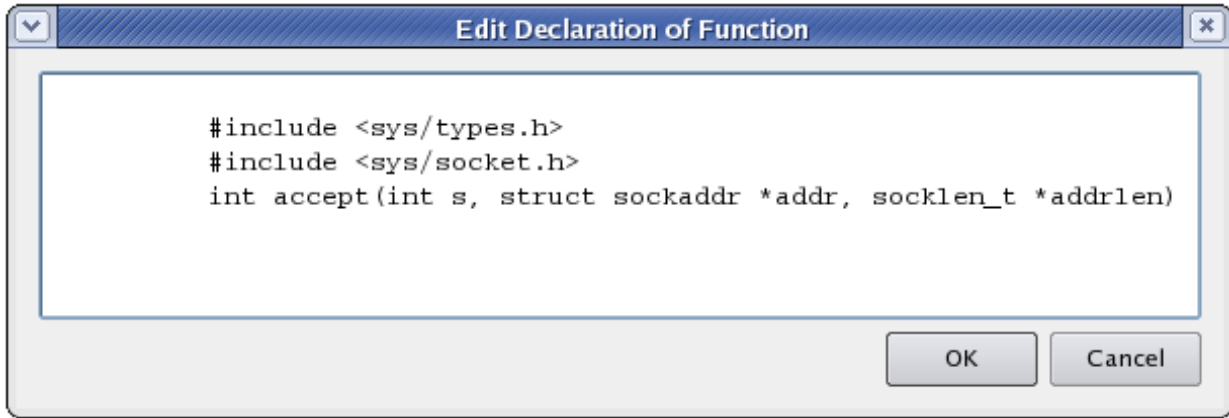 Edit Declaration of Function
#include <sys/types.h>
#include <sys/socket.h>
int accept(int s, struct sockaddr *addr, socklen_t *addrlen)
OK
Cancel